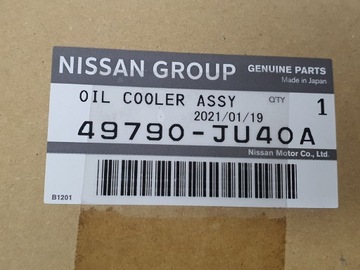 NISSAN GROUP GENUINE PARTS
Made in Japan
OIL COOLER ASSY QTY 1
2021/01/19
49790-JU40A
Nissan Motor Co., Ltd.
B1201